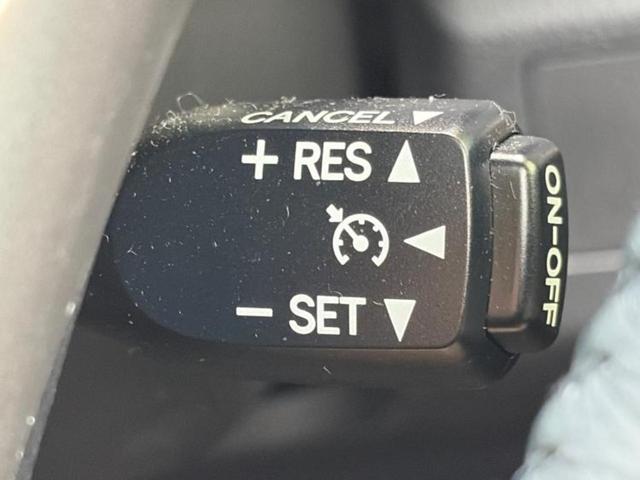 CANCEL ▼
+ RES ▲
◀
− SET ▼
ON-OFF